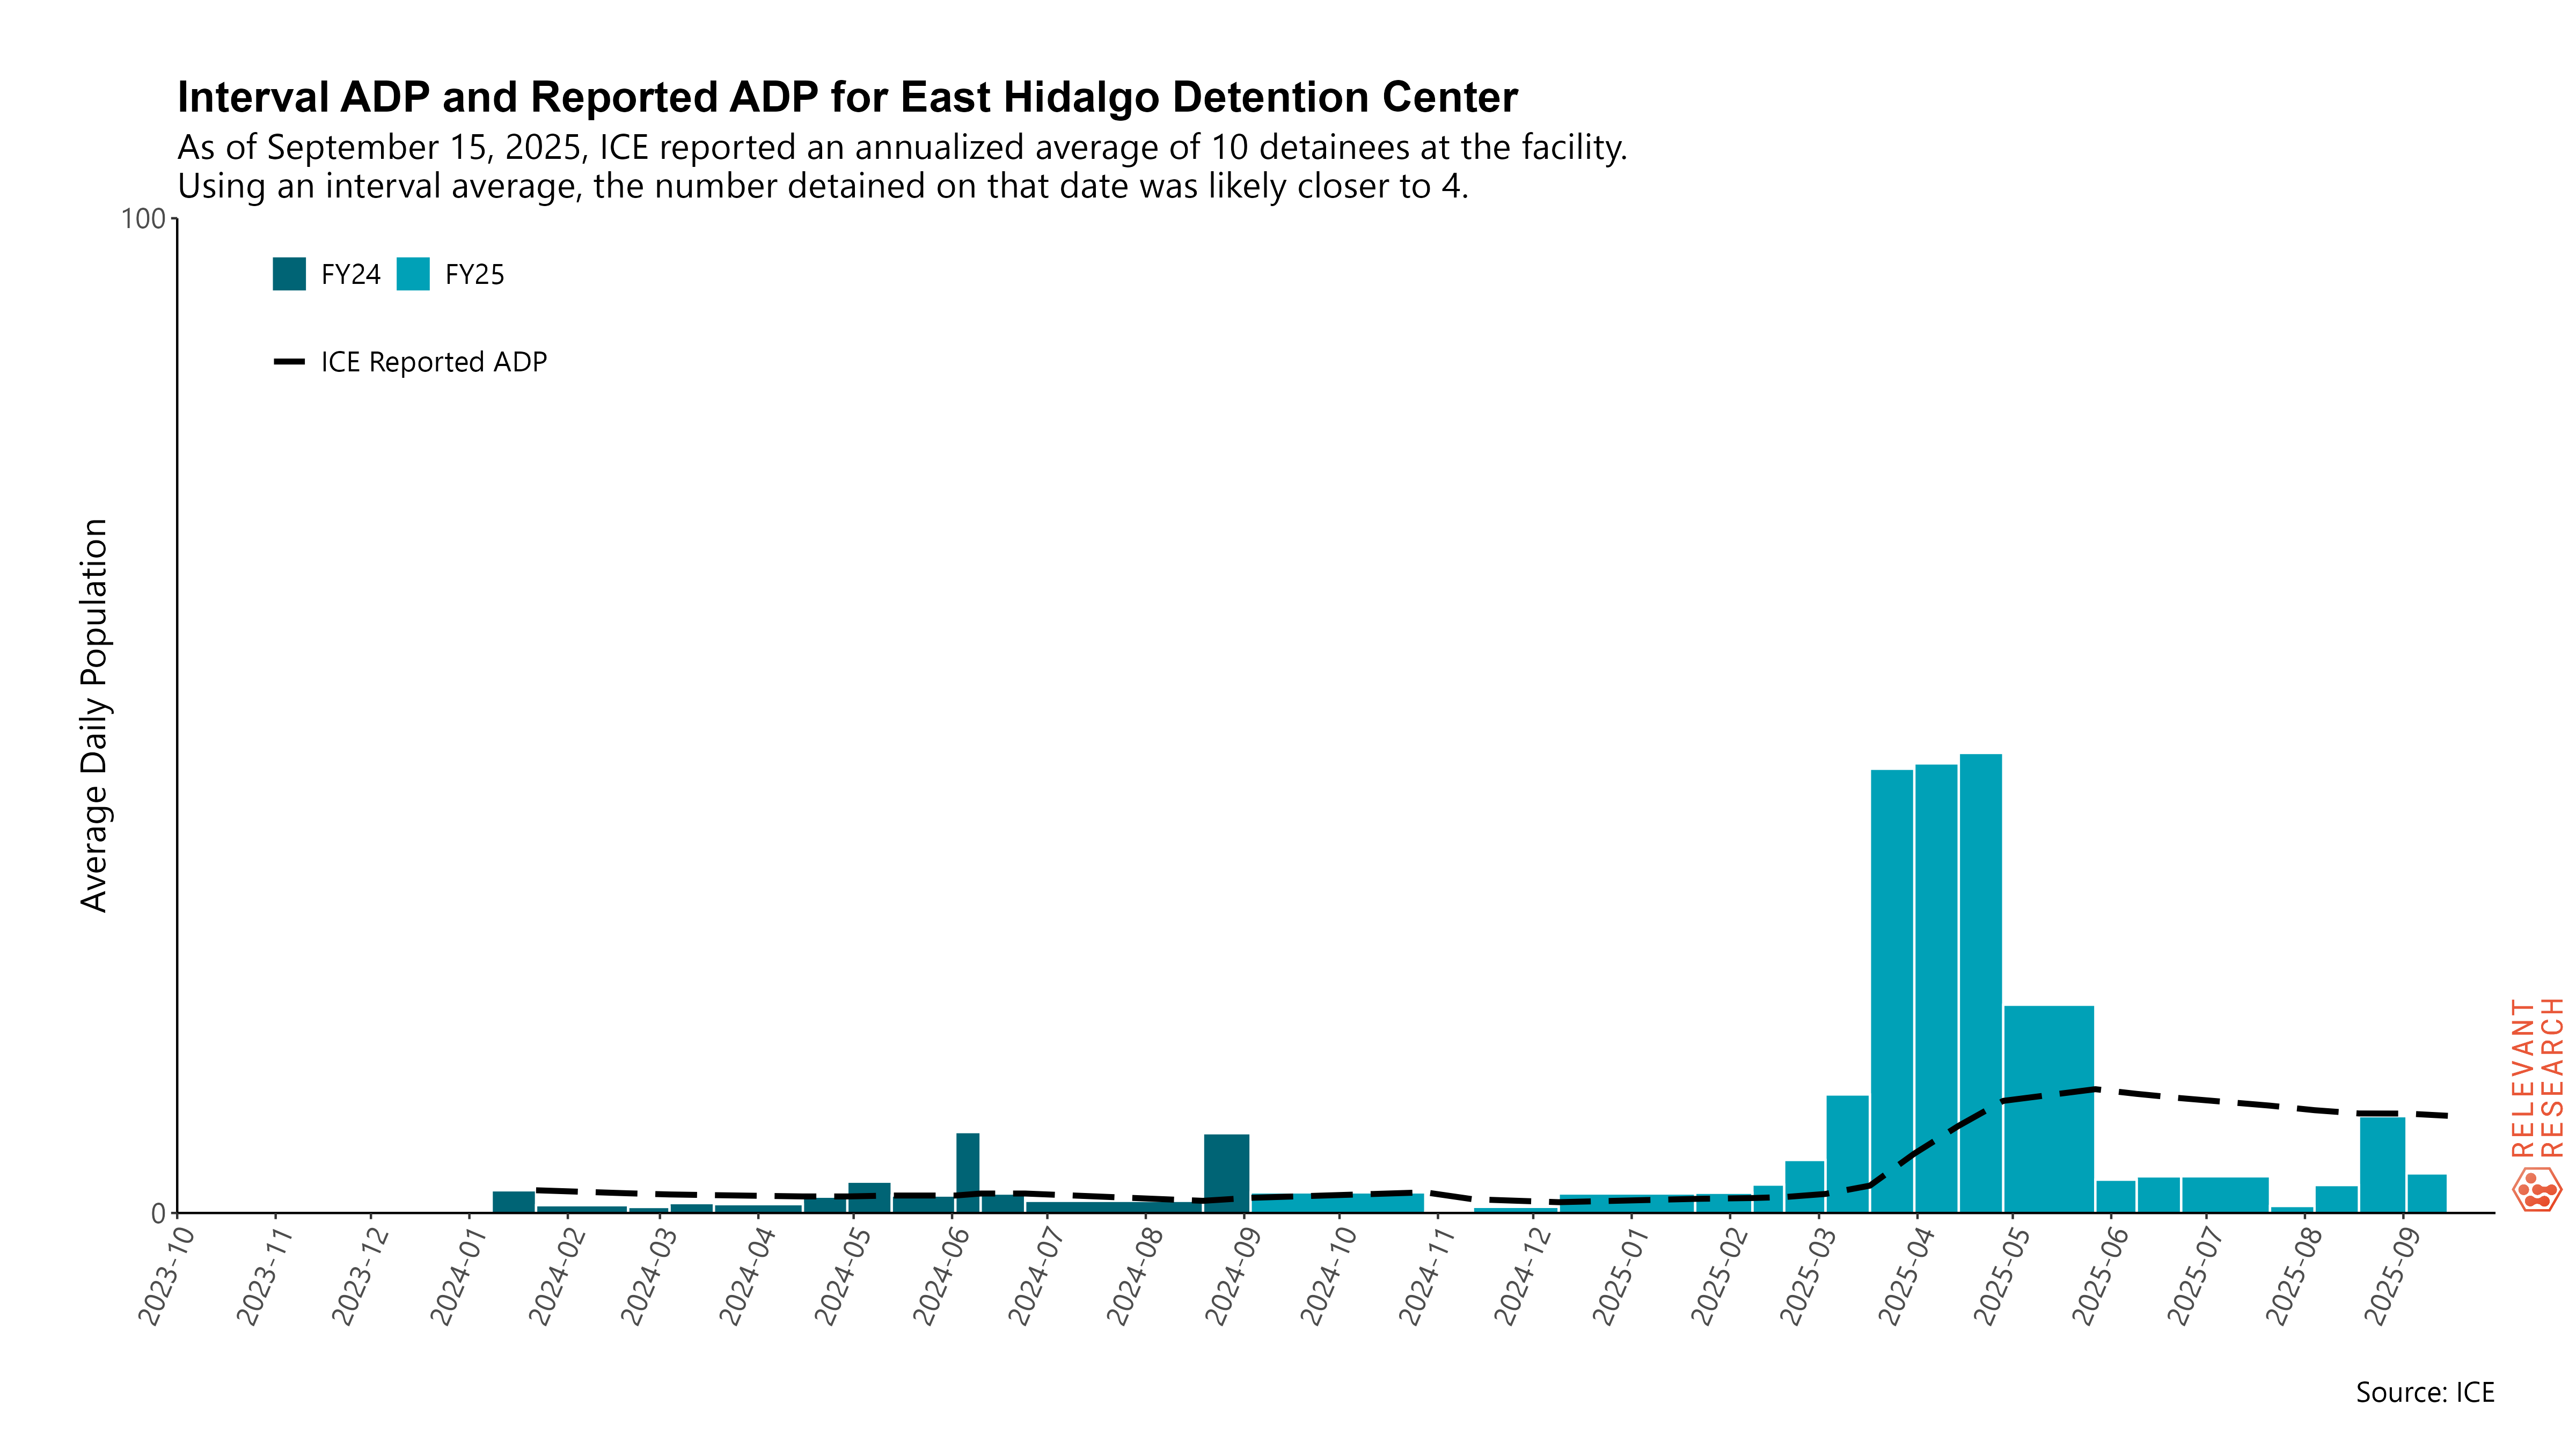 Interval ADP and Reported ADP for East Hidalgo Detention Center
As of September 15, 2025, ICE reported an annualized average of 10 detainees at the facility.
Using an interval average, the number detained on that date was likely closer to 4.
100
FY24 FY25
ICE Reported ADP
Average Daily Population
0
2023-10
2023-11
2023-12
2024-01
2024-02
2024-03
2024-04
2024-05
2024-06
2024-07
2024-08
2024-09
2024-10
2024-11
2024-12
2025-01
2025-02
2025-03
2025-04
2025-05
2025-06
2025-07
2025-08
2025-09
RELEVANT
RESEARCH
Source: ICE